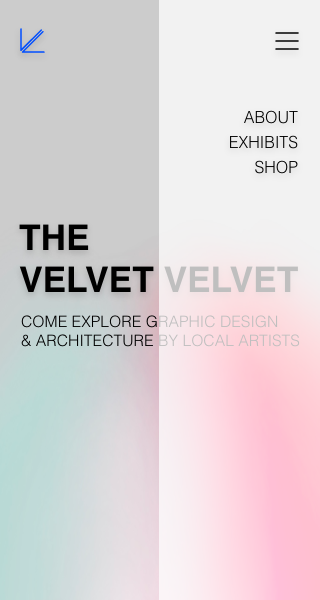 ABOUT
EXHIBITS
SHOP
THE
VELVET VELVET
COME EXPLORE GRAPHIC DESIGN
& ARCHITECTURE BY LOCAL ARTISTS